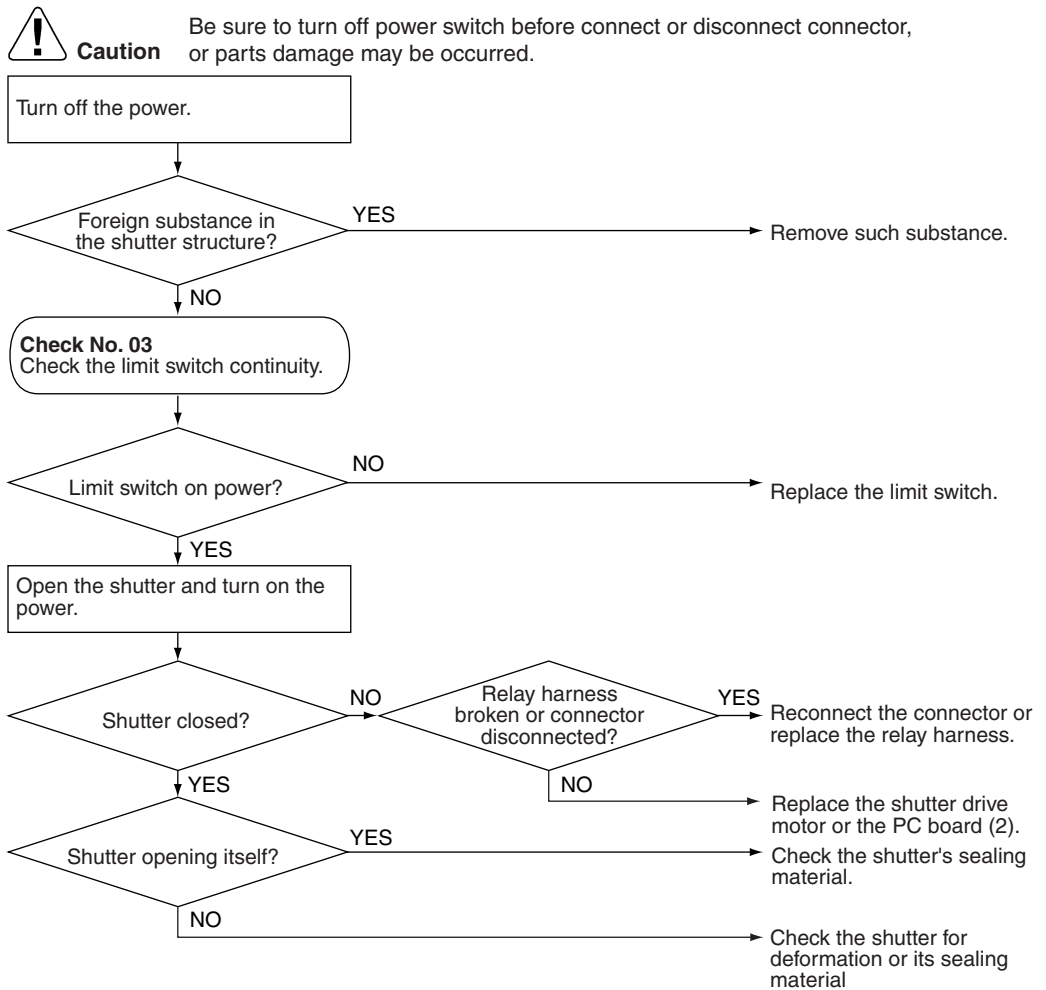 Caution
Be sure to turn off power switch before connect or disconnect connector,
or parts damage may be occurred.
Turn off the power.
Foreign substance in
the shutter structure?
YES
Remove such substance.
NO
Check No. 03
Check the limit switch continuity.
Limit switch on power?
NO
Replace the limit switch.
YES
Open the shutter and turn on the
power.
Shutter closed?
NO
Relay harness
broken or connector
disconnected?
YES
Reconnect the connector or
replace the relay harness.
NO
Replace the shutter drive
motor or the PC board (2).
YES
Shutter opening itself?
YES
Check the shutter's sealing
material.
NO
Check the shutter for
deformation or its sealing
material